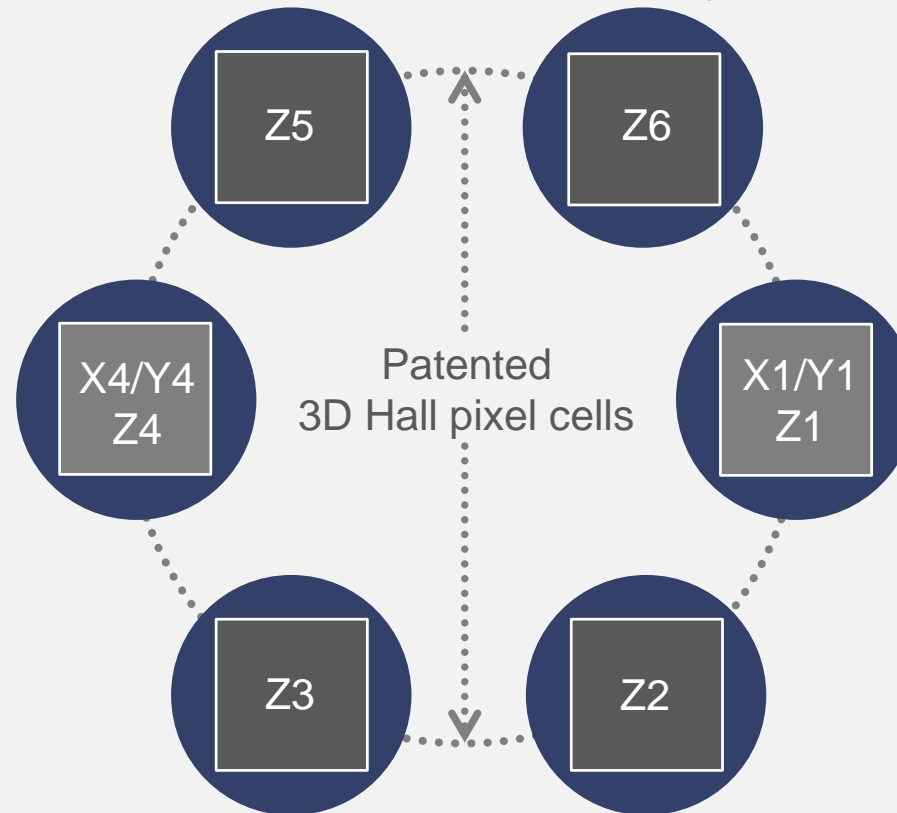 Z5
Z6
X4/Y4
Z4
Patented
3D Hall pixel cells
X1/Y1
Z1
Z3
Z2